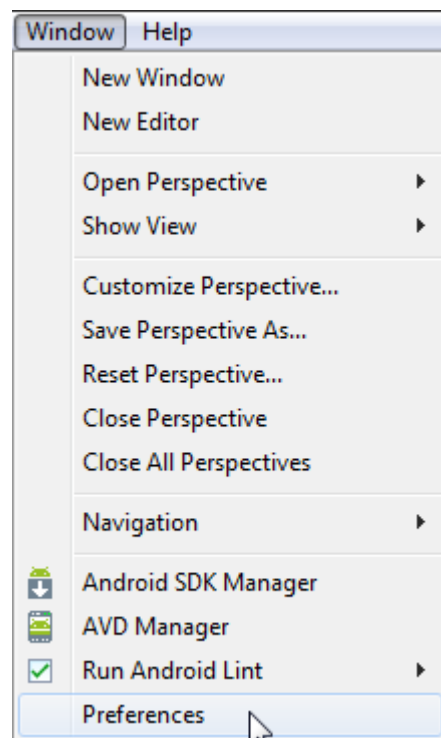 Window Help
New Window
New Editor
Open Perspective
Show View
Customize Perspective...
Save Perspective As...
Reset Perspective...
Close Perspective
Close All Perspectives
Navigation
Android SDK Manager
AVD Manager
Run Android Lint
Preferences